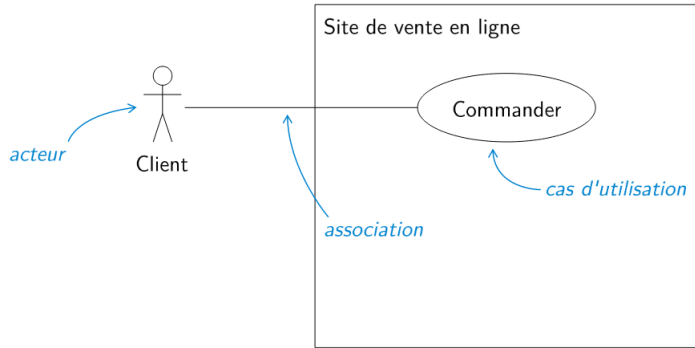 Site de vente en ligne
Commander
Client
acteur
cas d'utilisation
association